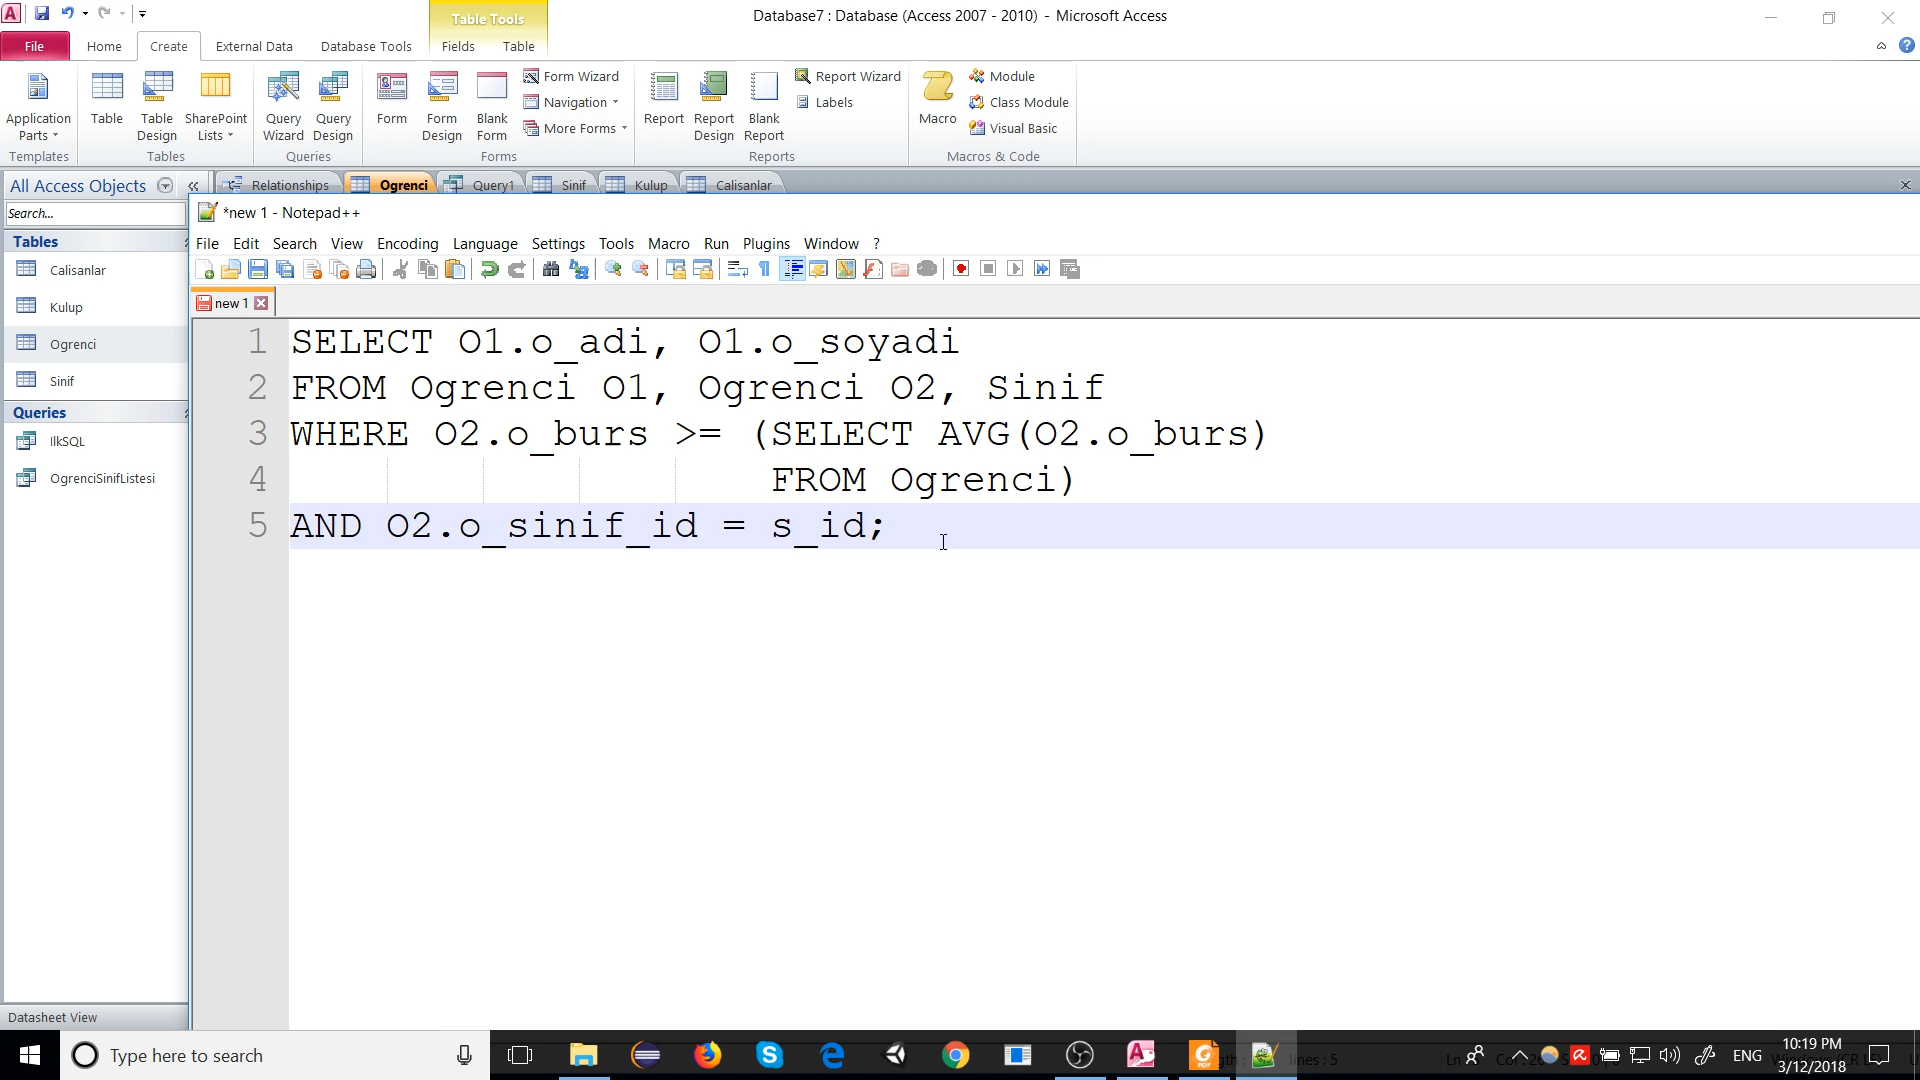 Database7 : Database (Access 2007 - 2010) - Microsoft Access
Table Tools
File Home Create External Data Database Tools Fields Table
Application Parts
Table
Table Design
SharePoint Lists
Query Wizard
Query Design
Form
Form Design
Blank Form
Form Wizard
Navigation
More Forms
Report
Report Design
Blank Report
Report Wizard
Labels
Macro
Module
Class Module
Visual Basic
Templates Tables Queries Forms Reports Macros & Code
All Access Objects
Relationships Ogrenci Query1 Sinif Kulup Calisanlar
Search...
Tables
Calisanlar
Kulup
Ogrenci
Sinif
Queries
IlkSQL
OgrenciSinifListesi
Datasheet View
*new 1 - Notepad++
File Edit Search View Encoding Language Settings Tools Macro Run Plugins Window ?
new 1
1 SELECT O1.o_adi, O1.o_soyadi
2 FROM Ogrenci O1, Ogrenci O2, Sinif
3 WHERE O2.o_burs >= (SELECT AVG(O2.o_burs)
4 FROM Ogrenci)
5 AND O2.o_sinif_id = s_id;
Type here to search
lines : 5
ENG
10:19 PM
3/12/2018